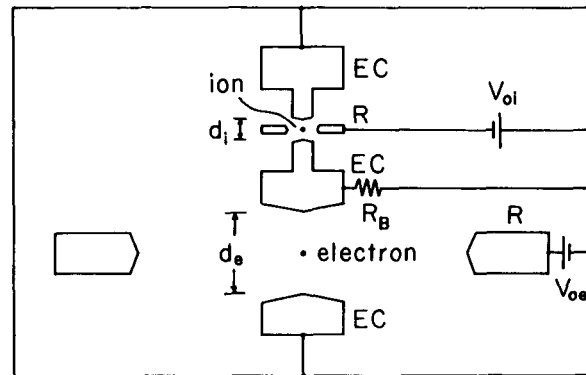 EC
ion
V_oi
R
d_i
EC
R_B
R
d_e
electron
V_oe
EC